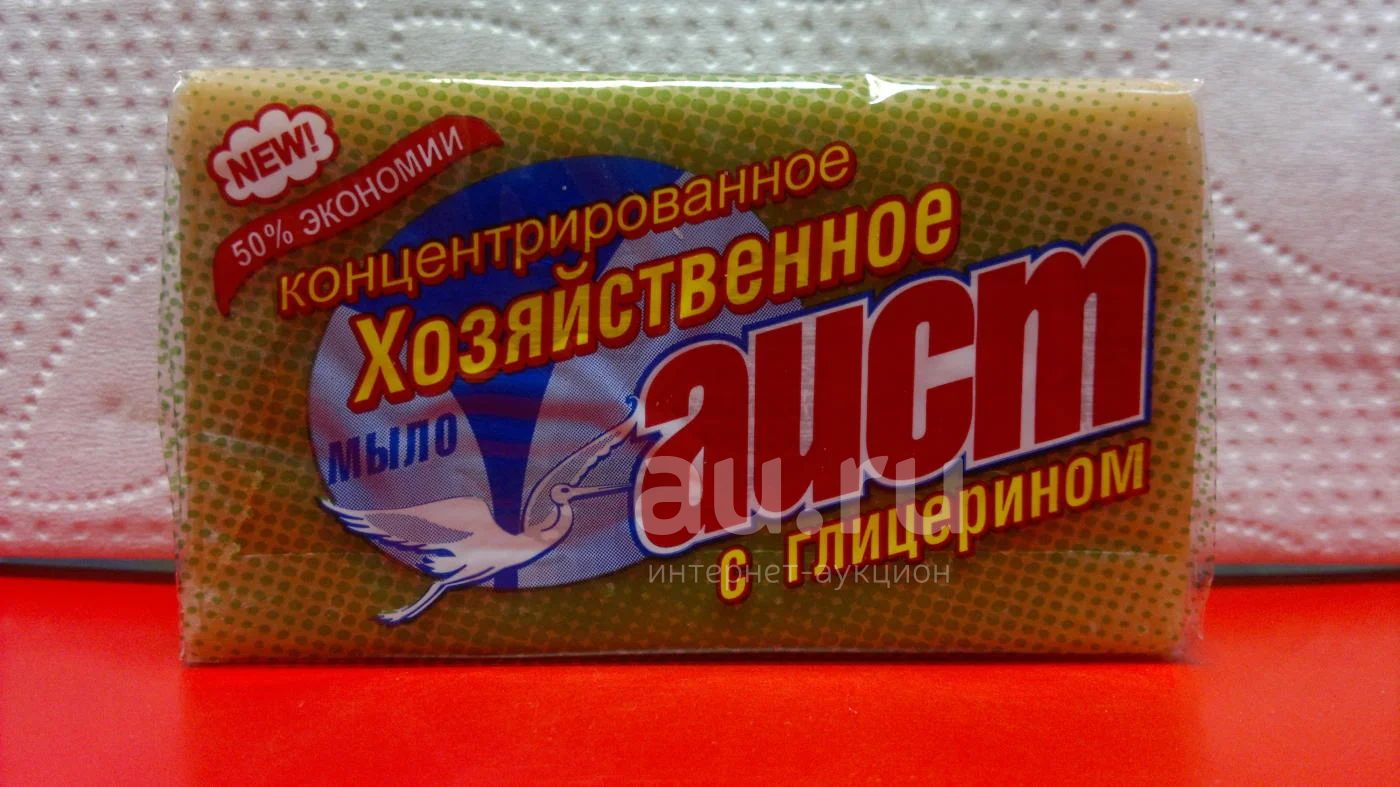 NEW!
50% ЭКОНОМИИ
концентрированное
Хозяйственное
мыло
аист
с глицерином
au.ru
интернет-аукцион